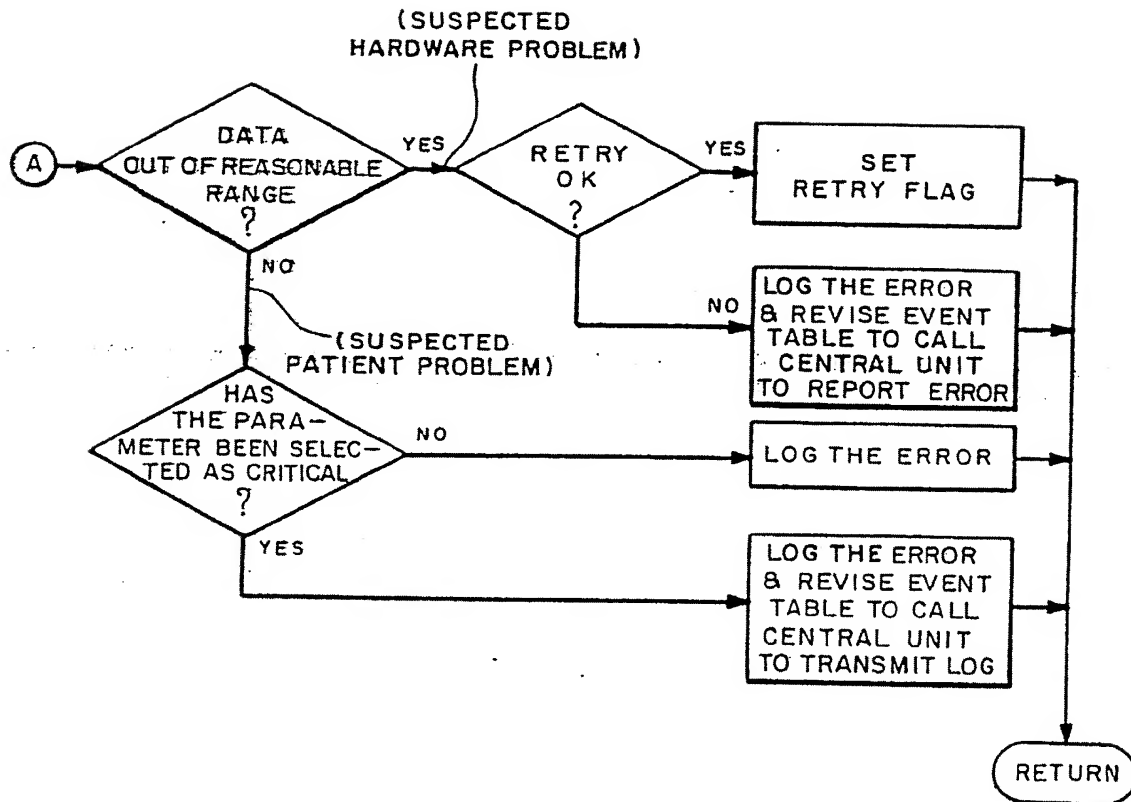 (SUSPECTED
HARDWARE PROBLEM)
A
DATA
OUT OF REASONABLE
RANGE
?
YES
RETRY
OK
?
YES
SET
RETRY FLAG
NO
NO
LOG THE ERROR
& REVISE EVENT
TABLE TO CALL
CENTRAL UNIT
TO REPORT ERROR
(SUSPECTED
PATIENT PROBLEM)
HAS
THE PARA-
METER BEEN SELEC-
TED AS CRITICAL
?
NO
LOG THE ERROR
YES
LOG THE ERROR
& REVISE EVENT
TABLE TO CALL
CENTRAL UNIT
TO TRANSMIT LOG
RETURN